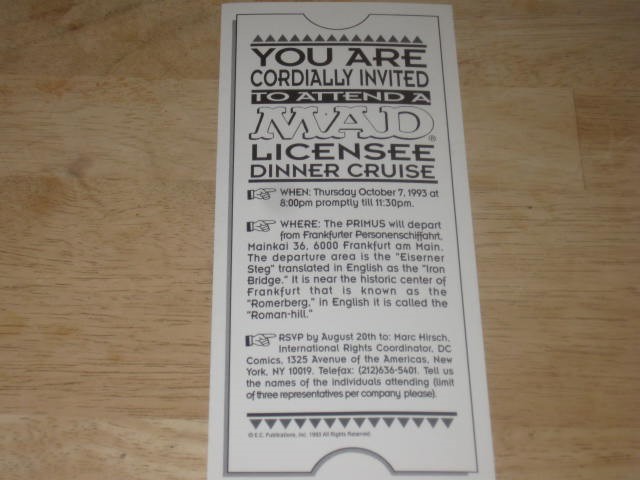 YOU ARE
CORDIALLY INVITED
TO ATTEND A
MAD®
LICENSEE
DINNER CRUISE
WHEN: Thursday October 7, 1993 at
8:00pm promptly till 11:30pm.
WHERE: The PRIMUS will depart
from Frankfurter Personenschiffahrt,
Mainkai 36, 6000 Frankfurt am Main.
The departure area is the "Eiserner
Steg" translated in English as the "Iron
Bridge." It is near the historic center of
Frankfurt that is known as the
"Romerberg," in English it is called the
"Roman-hill."
RSVP by August 20th to: Marc Hirsch,
International Rights Coordinator, DC
Comics, 1325 Avenue of the Americas, New
York, NY 10019. Telefax: (212)636-5401. Tell us
the names of the individuals attending (limit
of three representatives per company please).
© E.C. Publications, Inc. 1993 All Rights Reserved.